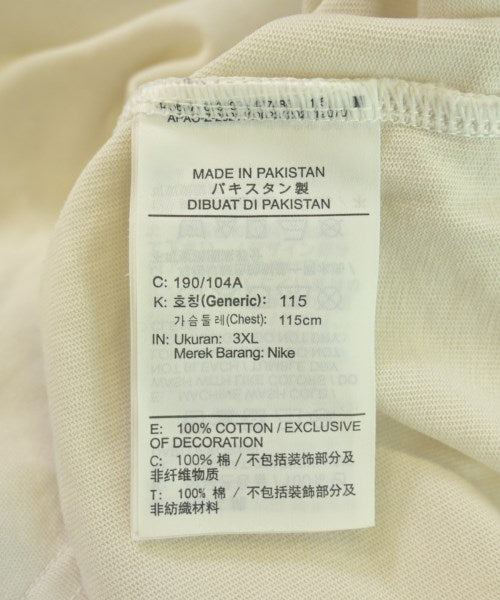 MADE IN PAKISTAN
パキスタン製
DIBUAT DI PAKISTAN
C: 190/104A
K: 호칭(Generic): 115
가슴둘레(Chest): 115cm
IN: Ukuran: 3XL
Merek Barang: Nike
E: 100% COTTON / EXCLUSIVE
OF DECORATION
C: 100% 棉 / 不包括装饰部分及
非纤维物质
T: 100% 棉 / 不包括裝飾部分及
非紡織材料